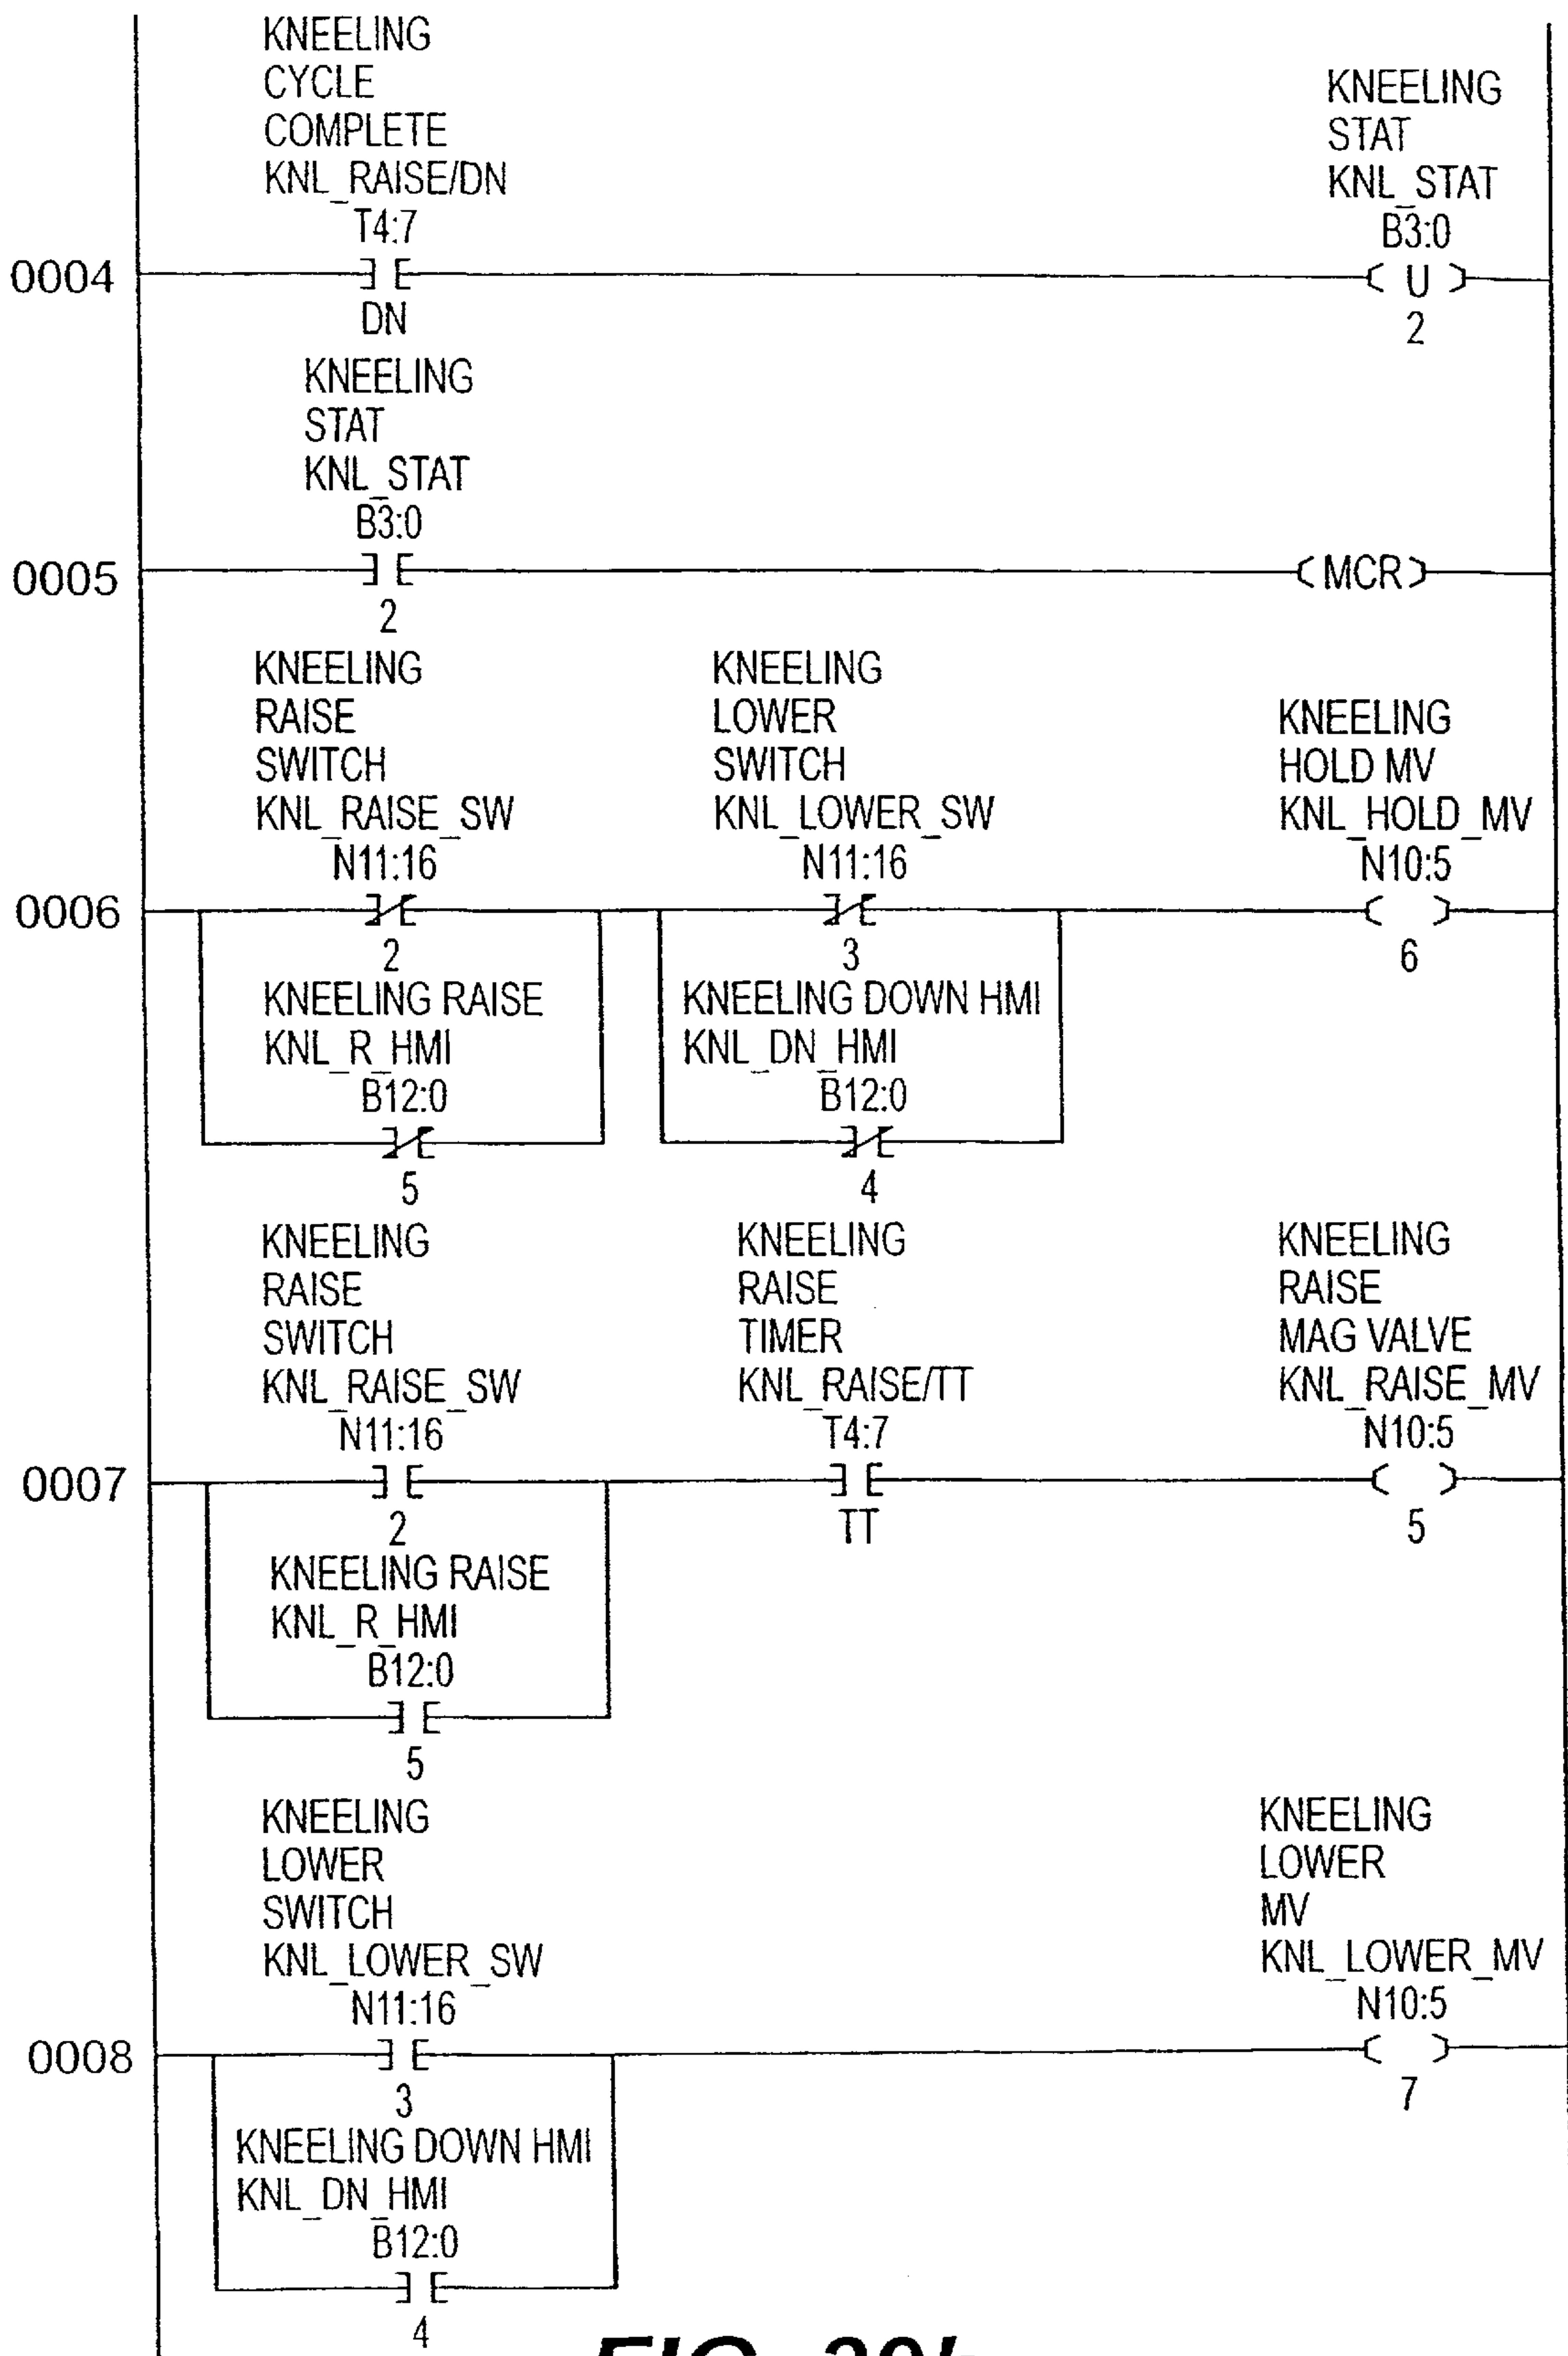 KNEELING
CYCLE
COMPLETE
KNL_RAISE/DN
T4:7
DN
KNEELING
STAT
KNL_STAT
B3:0
U
2
0004
KNEELING
STAT
KNL_STAT
B3:0
2
0005
MCR
KNEELING
RAISE
SWITCH
KNL_RAISE_SW
N11:16
2
KNEELING
LOWER
SWITCH
KNL_LOWER_SW
N11:16
3
KNEELING
HOLD MV
KNL_HOLD_MV
N10:5
6
0006
KNEELING RAISE
KNL_R_HMI
B12:0
5
KNEELING DOWN HMI
KNL_DN_HMI
B12:0
4
KNEELING
RAISE
SWITCH
KNL_RAISE_SW
N11:16
2
KNEELING
RAISE
TIMER
KNL_RAISE/TT
T4:7
TT
KNEELING
RAISE
MAG VALVE
KNL_RAISE_MV
N10:5
5
0007
KNEELING RAISE
KNL_R_HMI
B12:0
5
KNEELING
LOWER
SWITCH
KNL_LOWER_SW
N11:16
3
KNEELING
LOWER
MV
KNL_LOWER_MV
N10:5
7
0008
KNEELING DOWN HMI
KNL_DN_HMI
B12:0
4